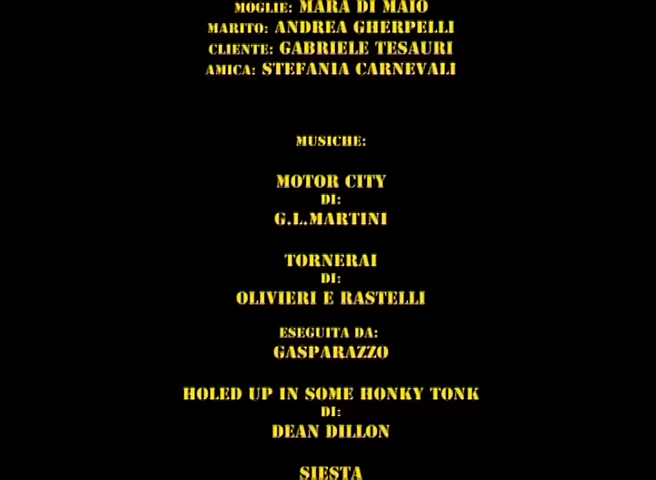 MOGLIE: MARA DI MAIO
MARITO: ANDREA GHERPELLI
CLIENTE: GABRIELE TESAURI
AMICA: STEFANIA CARNEVALI
MUSICHE:
MOTOR CITY
DI:
G.L.MARTINI
TORNERAI
DI:
OLIVIERI E RASTELLI
ESEGUITA DA:
GASPARAZZO
HOLED UP IN SOME HONKY TONK
DI:
DEAN DILLON
SIESTA